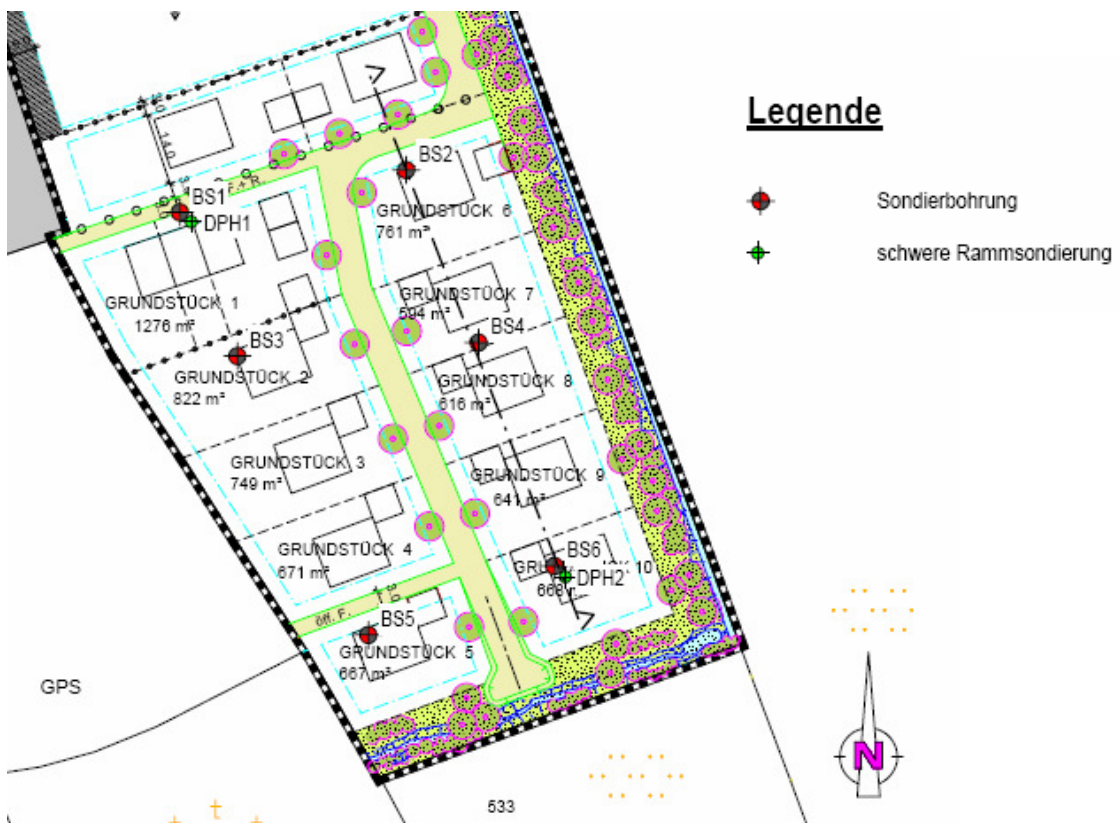 Legende
Sondierbohrung
schwere Rammsondierung
BS1
DPH1
F. + R.
BS2
GRUNDSTÜCK 6
761 m²
GRUNDSTÜCK 1
1276 m²
GRUNDSTÜCK 7
594 m²
BS3
BS4
GRUNDSTÜCK 2
822 m²
GRUNDSTÜCK 8
616 m²
GRUNDSTÜCK 3
749 m²
GRUNDSTÜCK 9
641 m²
GRUNDSTÜCK 4
671 m²
BS6
DPH2
10
3.0
öff. F.
BS5
GRUNDSTÜCK 5
667 m²
GPS
533
N